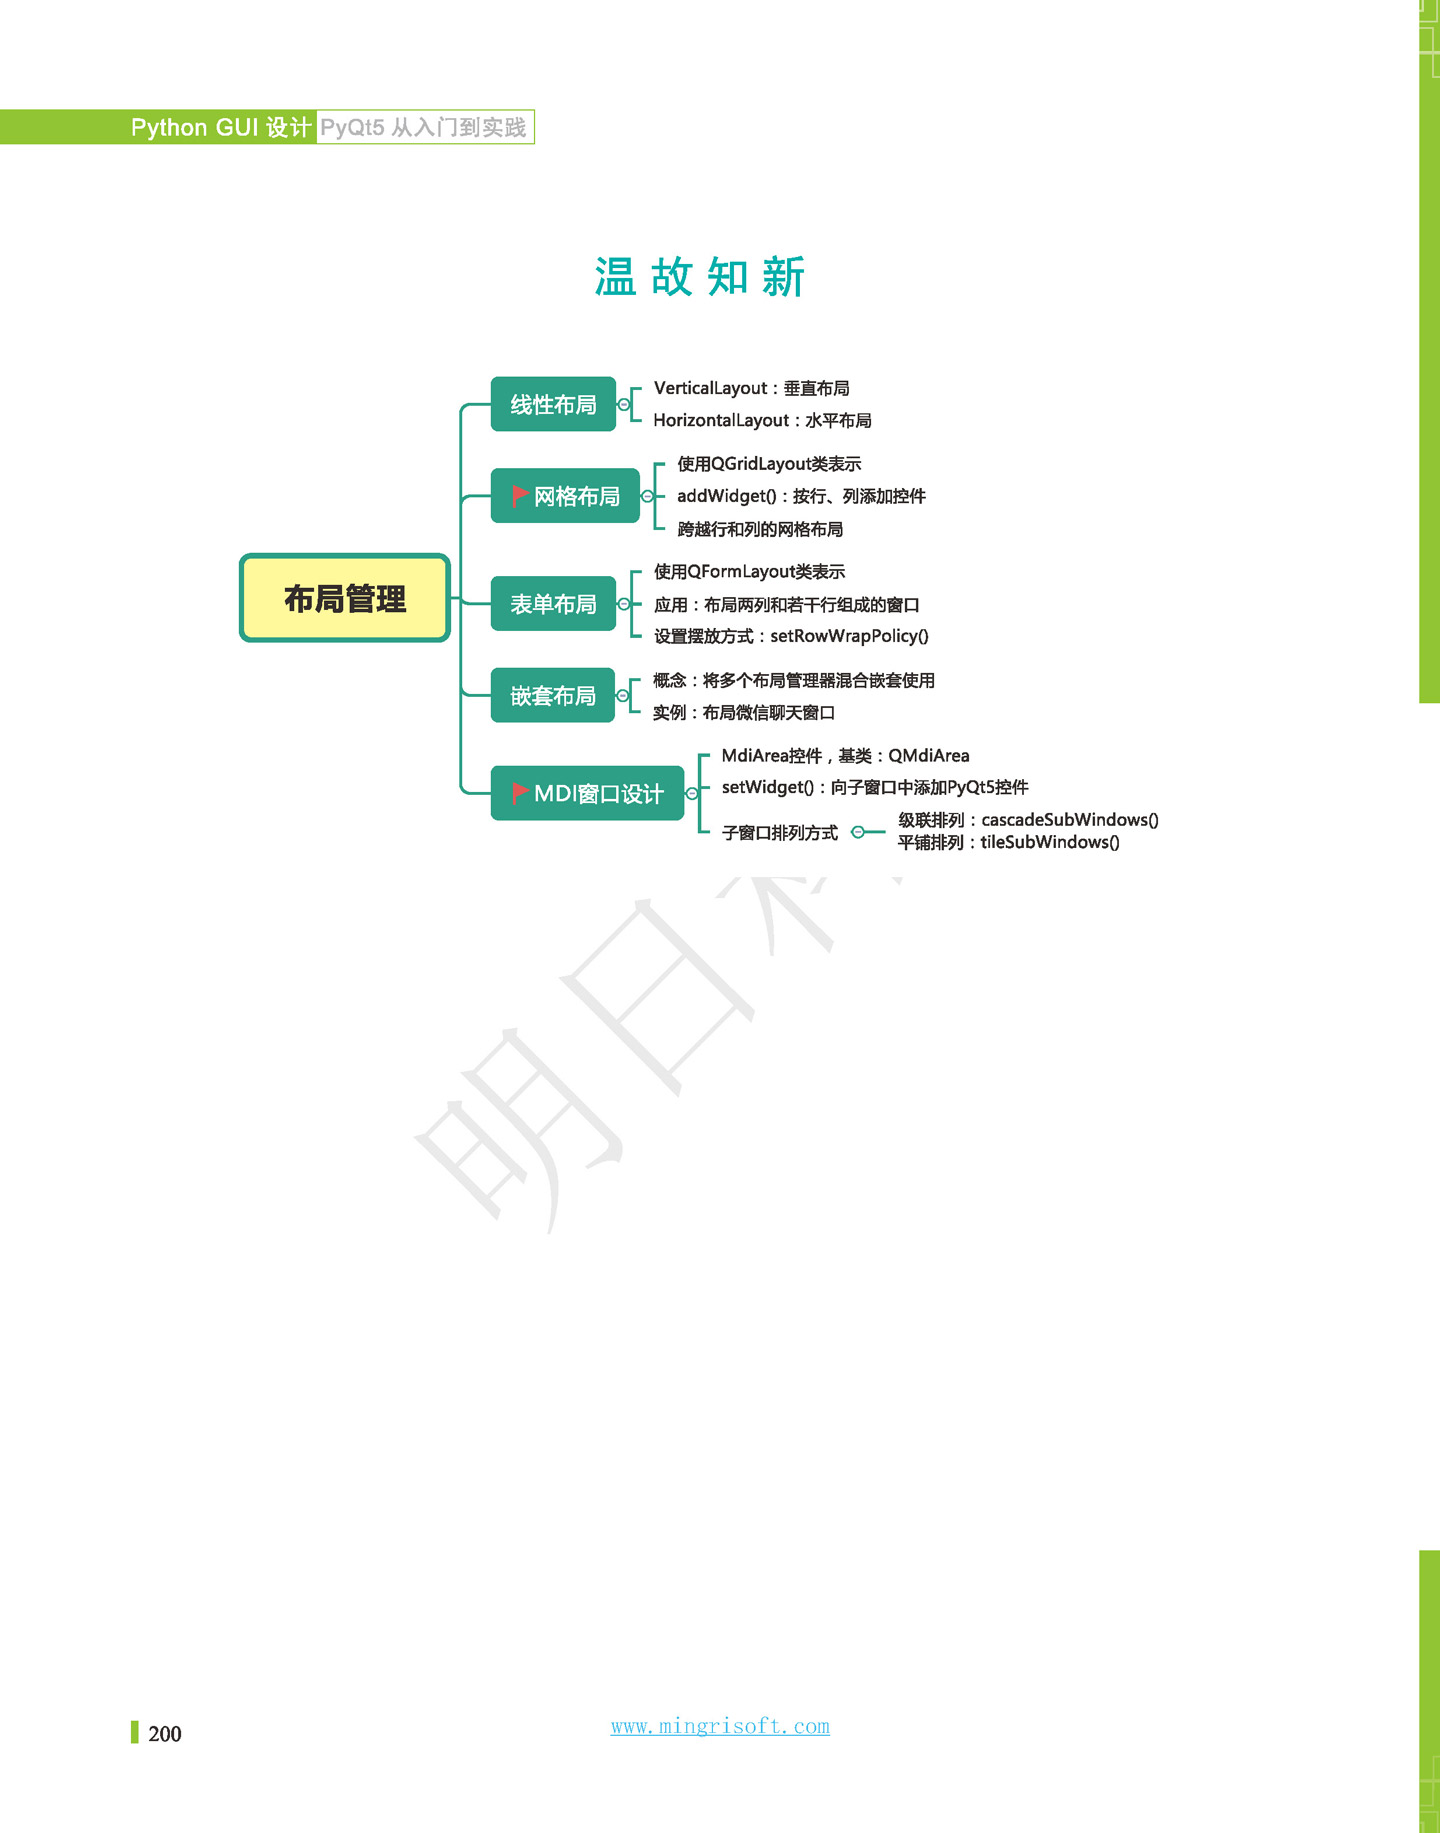 Python GUI 设计 PyQt5 从入门到实践
温故知新
布局管理
线性布局
VerticalLayout：垂直布局
HorizontalLayout：水平布局
网格布局
使用QGridLayout类表示
addWidget()：按行、列添加控件
跨越行和列的网格布局
表单布局
使用QFormLayout类表示
应用：布局两列和若干行组成的窗口
设置摆放方式：setRowWrapPolicy()
嵌套布局
概念：将多个布局管理器混合嵌套使用
实例：布局微信聊天窗口
MDI窗口设计
MdiArea控件，基类：QMdiArea
setWidget()：向子窗口中添加PyQt5控件
子窗口排列方式
级联排列：cascadeSubWindows()
平铺排列：tileSubWindows()
明日
200
www.mingrisoft.com